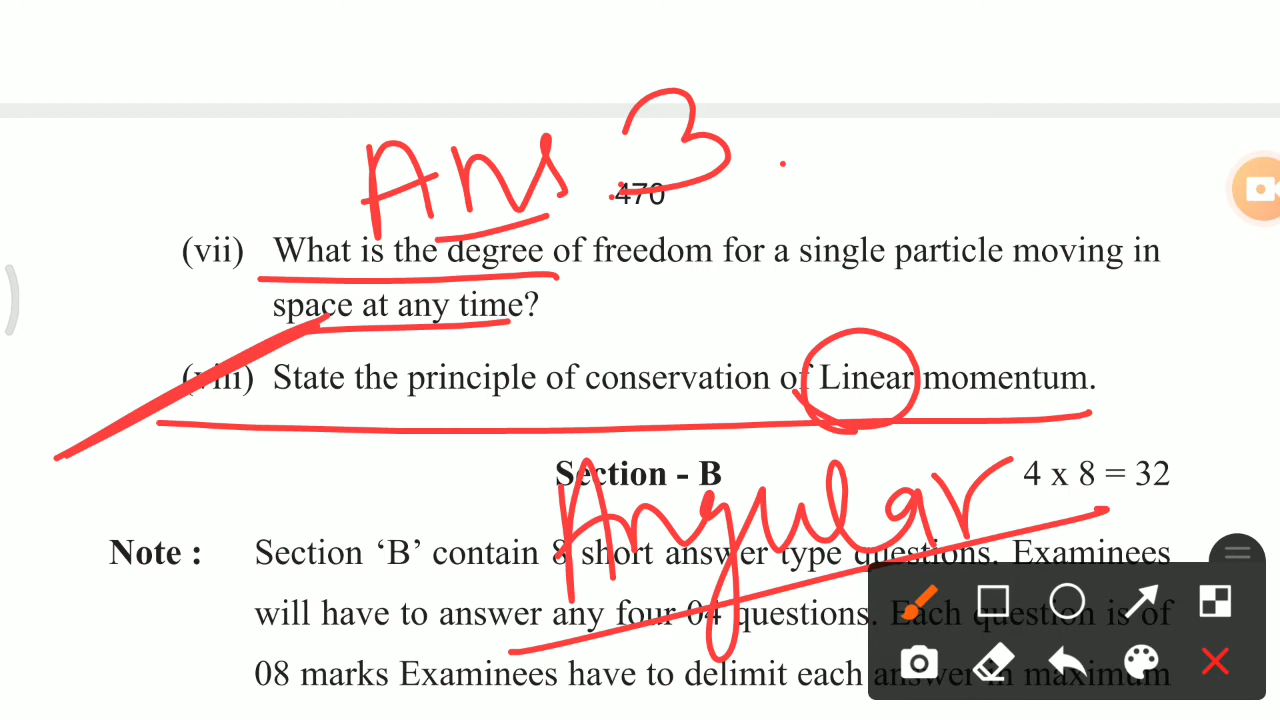 Ans 3
470
(vii) What is the degree of freedom for a single particle moving in
space at any time?
(viii) State the principle of conservation of Linear momentum.
Section - B 4 x 8 = 32
Angular
Note : Section ‘B’ contain 8 short answer type questions. Examinees
will have to answer any four 04 questions. Each question is of
08 marks Examinees have to delimit each answer in maximum